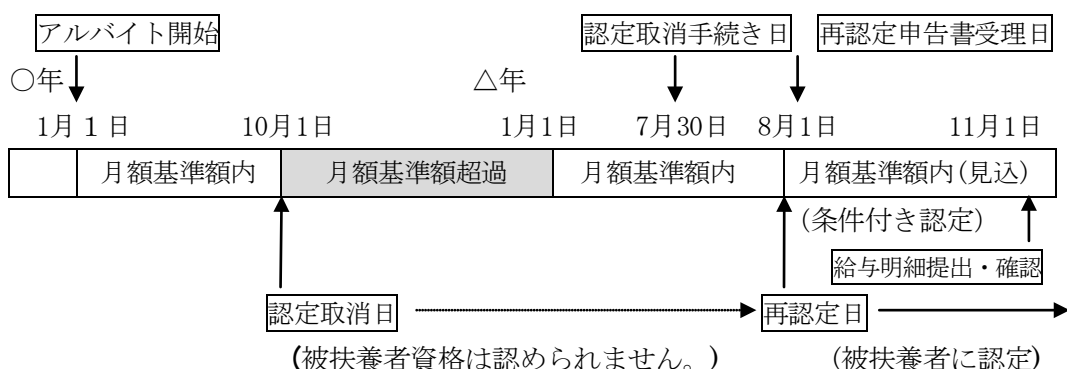 アルバイト開始 認定取消手続き日 再認定申告書受理日
○年 △年
1月1日 10月1日 1月1日 7月30日 8月1日 11月1日
月額基準額内 月額基準額超過 月額基準額内 月額基準額内(見込)
(条件付き認定)
給与明細提出・確認
認定取消日 再認定日
(被扶養者資格は認められません。) (被扶養者に認定)